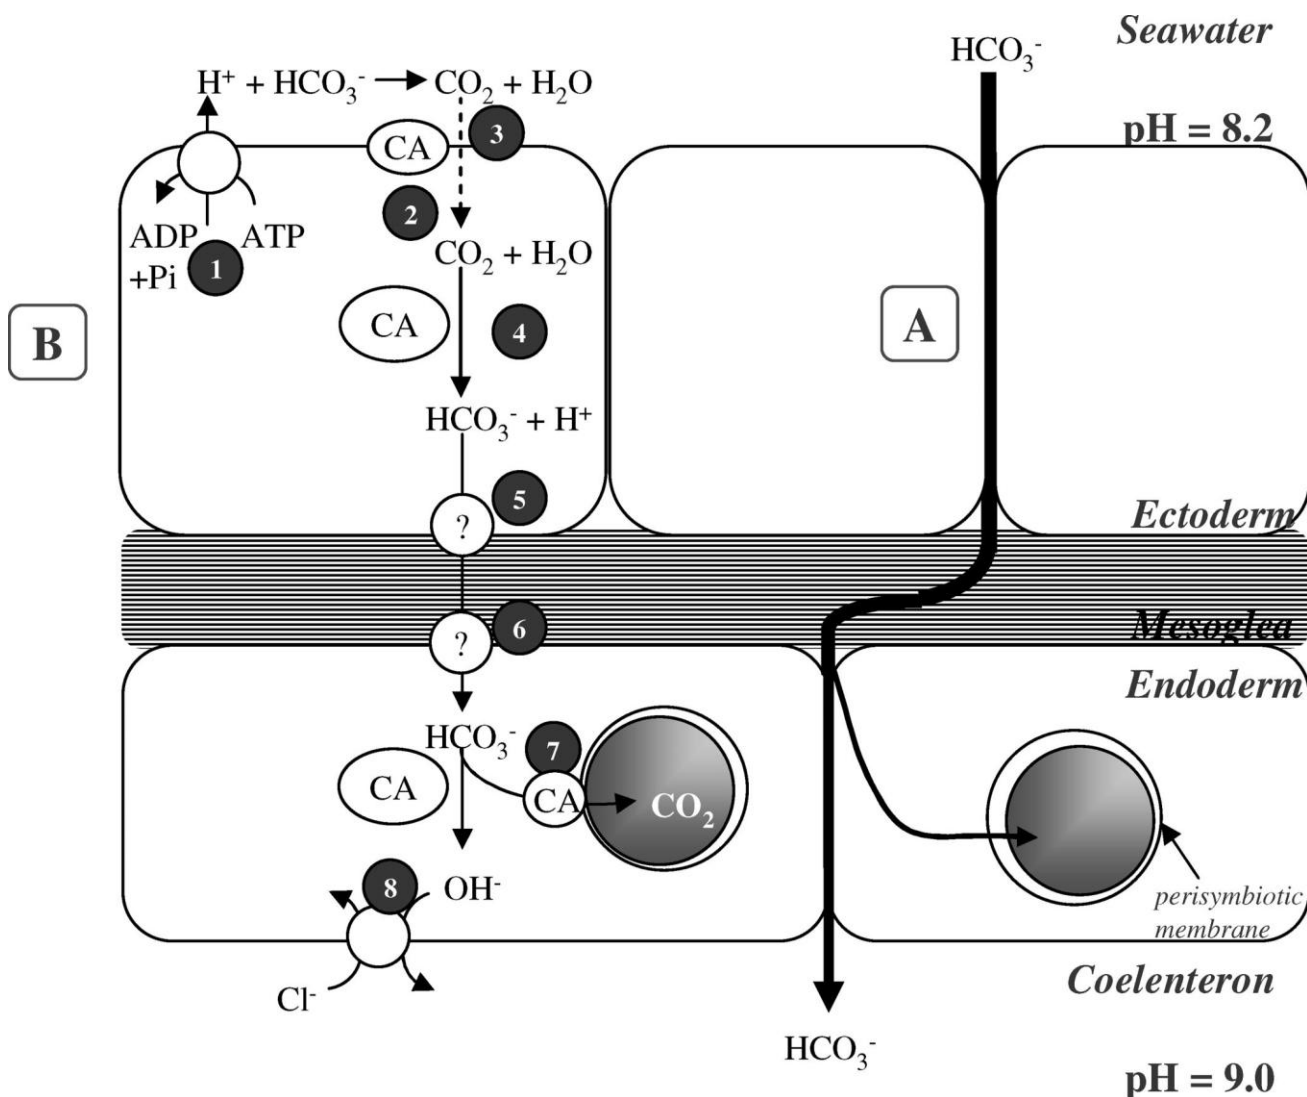 Seawater
HCO₃⁻
H⁺ + HCO₃⁻ CO₂ + H₂O
pH = 8.2
3
CA
2
ADP ATP
+Pi
1
CO₂ + H₂O
B
CA
4
A
HCO₃⁻ + H⁺
5
?
Ectoderm
6
?
Mesoglea
Endoderm
HCO₃⁻
7
CA
CA
CO₂
8
OH⁻
perisymbiotic
membrane
Cl⁻
Coelenteron
HCO₃⁻
pH = 9.0